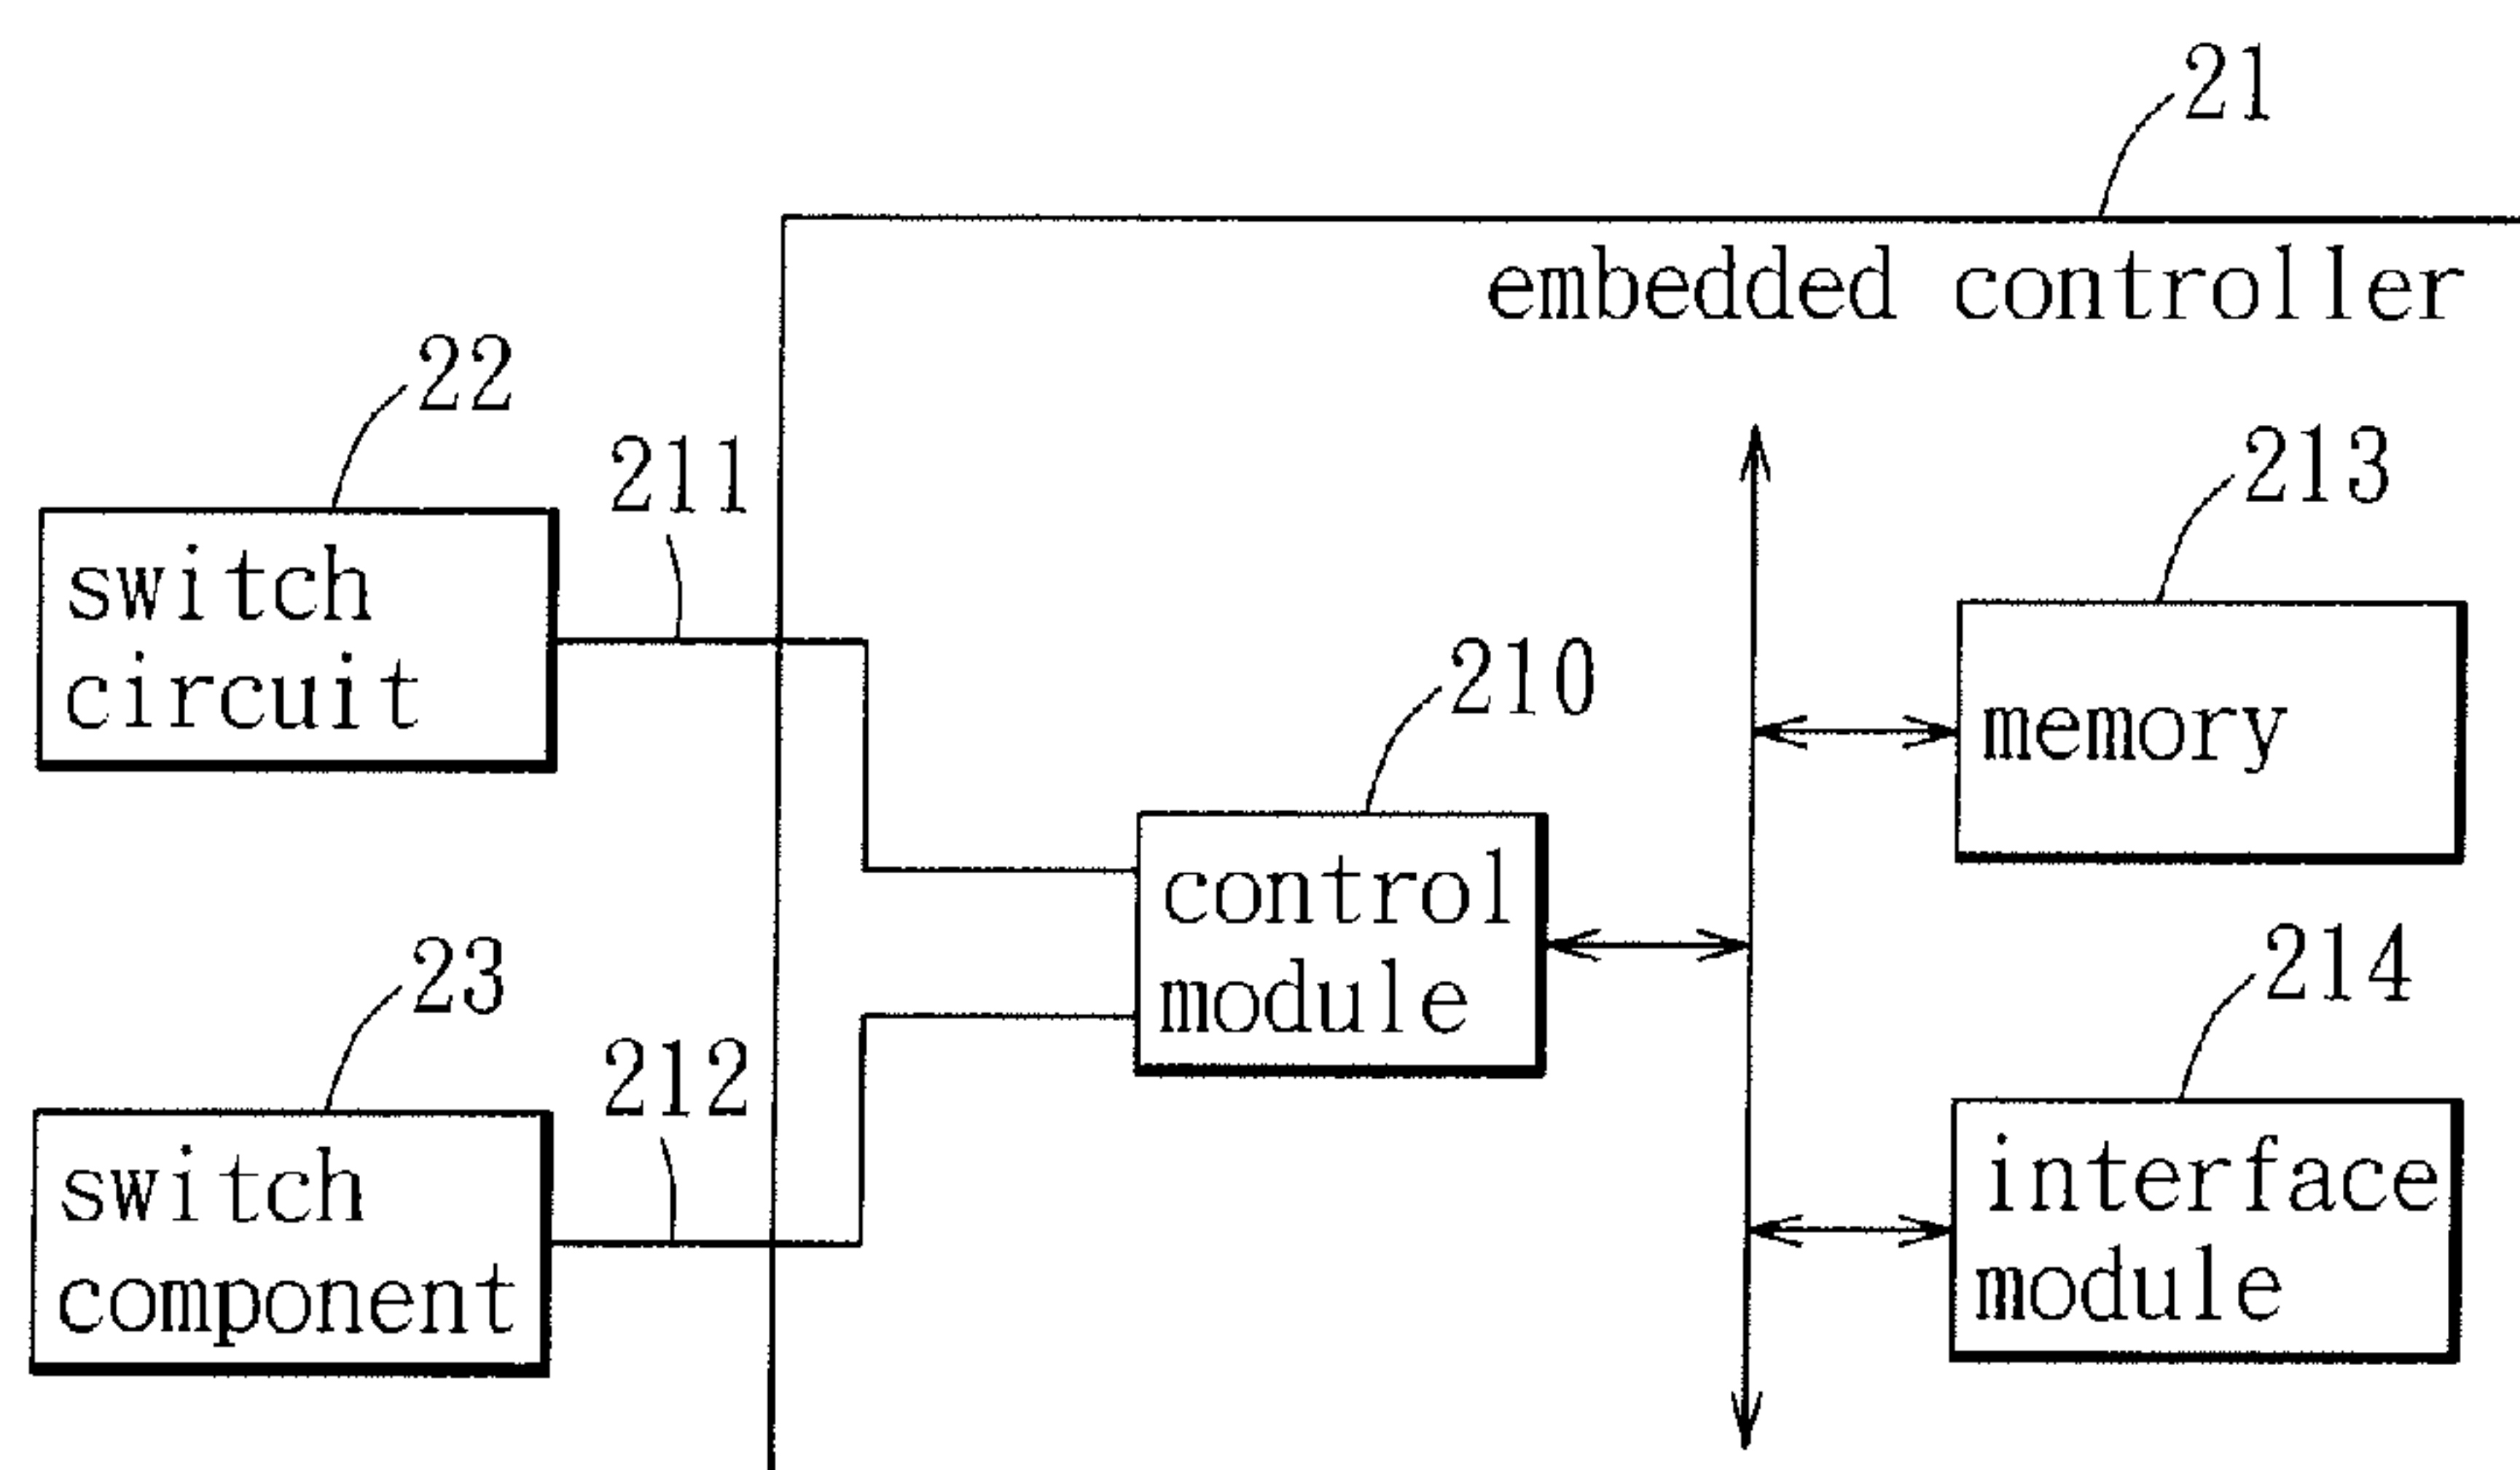 21
embedded controller
22
211
213
switch
circuit
210
memory
control
module
23
212
214
switch
component
interface
module